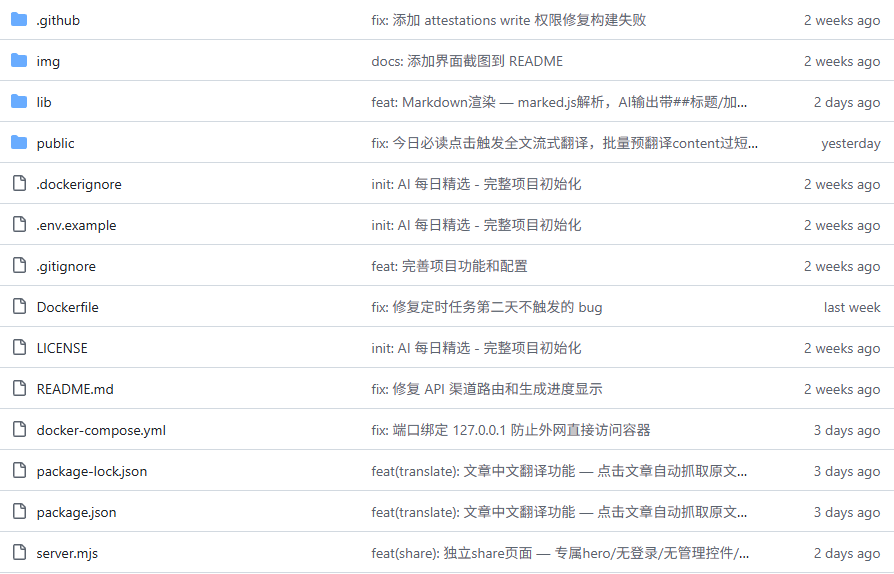 .github fix: 添加 attestations write 权限修复构建失败 2 weeks ago
img docs: 添加界面截图到 README 2 weeks ago
lib feat: Markdown渲染 — marked.js解析，AI输出带##标题/加... 2 days ago
public fix: 今日必读点击触发全文流式翻译，批量预翻译content过短... yesterday
.dockerignore init: AI 每日精选 - 完整项目初始化 2 weeks ago
.env.example init: AI 每日精选 - 完整项目初始化 2 weeks ago
.gitignore feat: 完善项目功能和配置 2 weeks ago
Dockerfile fix: 修复定时任务第二天不触发的 bug last week
LICENSE init: AI 每日精选 - 完整项目初始化 2 weeks ago
README.md fix: 修复 API 渠道路由和生成进度显示 2 weeks ago
docker-compose.yml fix: 端口绑定 127.0.0.1 防止外网直接访问容器 3 days ago
package-lock.json feat(translate): 文章中文翻译功能 — 点击文章自动抓取原文... 3 days ago
package.json feat(translate): 文章中文翻译功能 — 点击文章自动抓取原文... 3 days ago
server.mjs feat(share): 独立share页面 — 专属hero/无登录/无管理控件/... 2 days ago